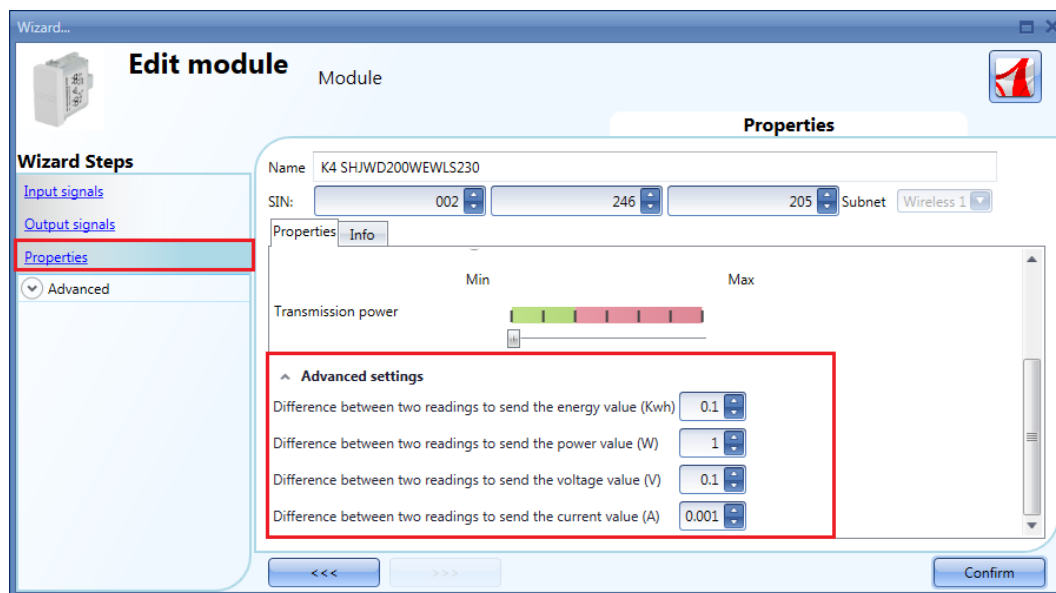 Wizard...
Edit module
Module
Properties
Wizard Steps
Input signals
Output signals
Properties
Advanced
Name K4 SHJWD200WEWLS230
SIN: 002 246 205 Subnet Wireless 1
Properties Info
Min Max
Transmission power
Advanced settings
Difference between two readings to send the energy value (Kwh) 0.1
Difference between two readings to send the power value (W) 1
Difference between two readings to send the voltage value (V) 0.1
Difference between two readings to send the current value (A) 0.001
<<< >>> Confirm